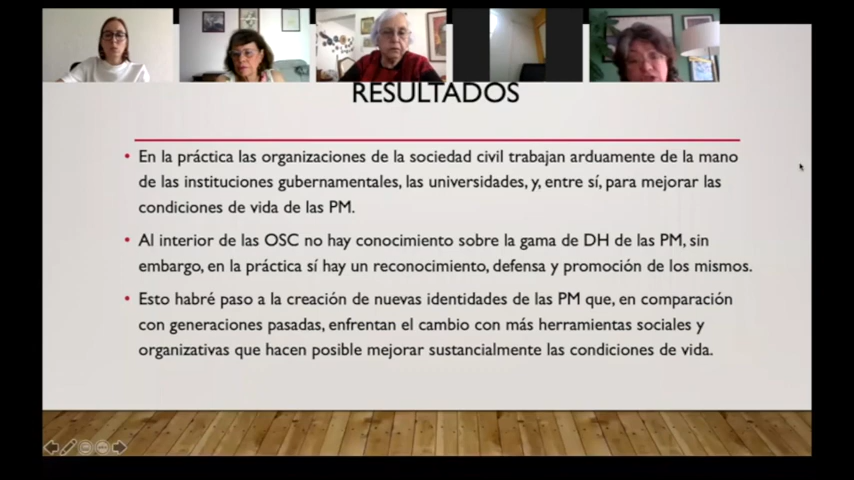 RESULTADOS
• En la práctica las organizaciones de la sociedad civil trabajan arduamente de la mano
de las instituciones gubernamentales, las universidades, y, entre sí, para mejorar las
condiciones de vida de las PM.
• Al interior de las OSC no hay conocimiento sobre la gama de DH de las PM, sin
embargo, en la práctica sí hay un reconocimiento, defensa y promoción de los mismos.
• Esto habré paso a la creación de nuevas identidades de las PM que, en comparación
con generaciones pasadas, enfrentan el cambio con más herramientas sociales y
organizativas que hacen posible mejorar sustancialmente las condiciones de vida.